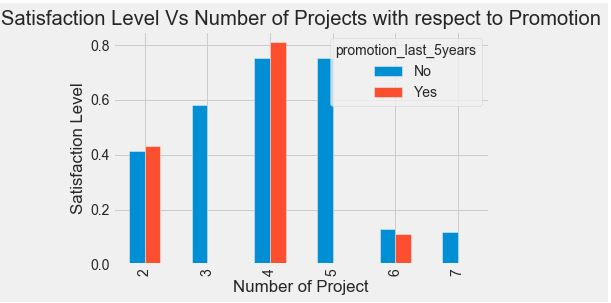 Satisfaction Level Vs Number of Projects with respect to Promotion
promotion_last_5years
No
Yes
Satisfaction Level
0.8
0.6
0.4
0.2
0.0
2
3
4
5
6
7
Number of Project